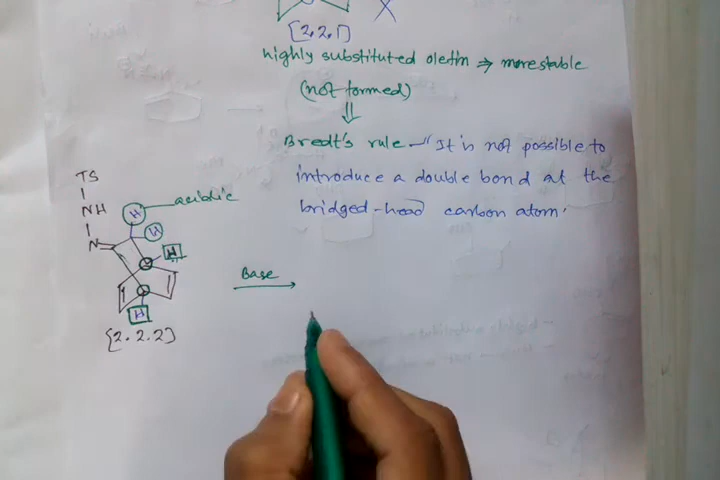 [2.2.1]
highly substituted olefin ⇒ more stable
(not formed)
⇓
Bredt's rule – "It is not possible to
introduce a double bond at the
bridged-head carbon atom.
TS
NH
N
H
acidic
H
H
H
[2.2.2]
Base